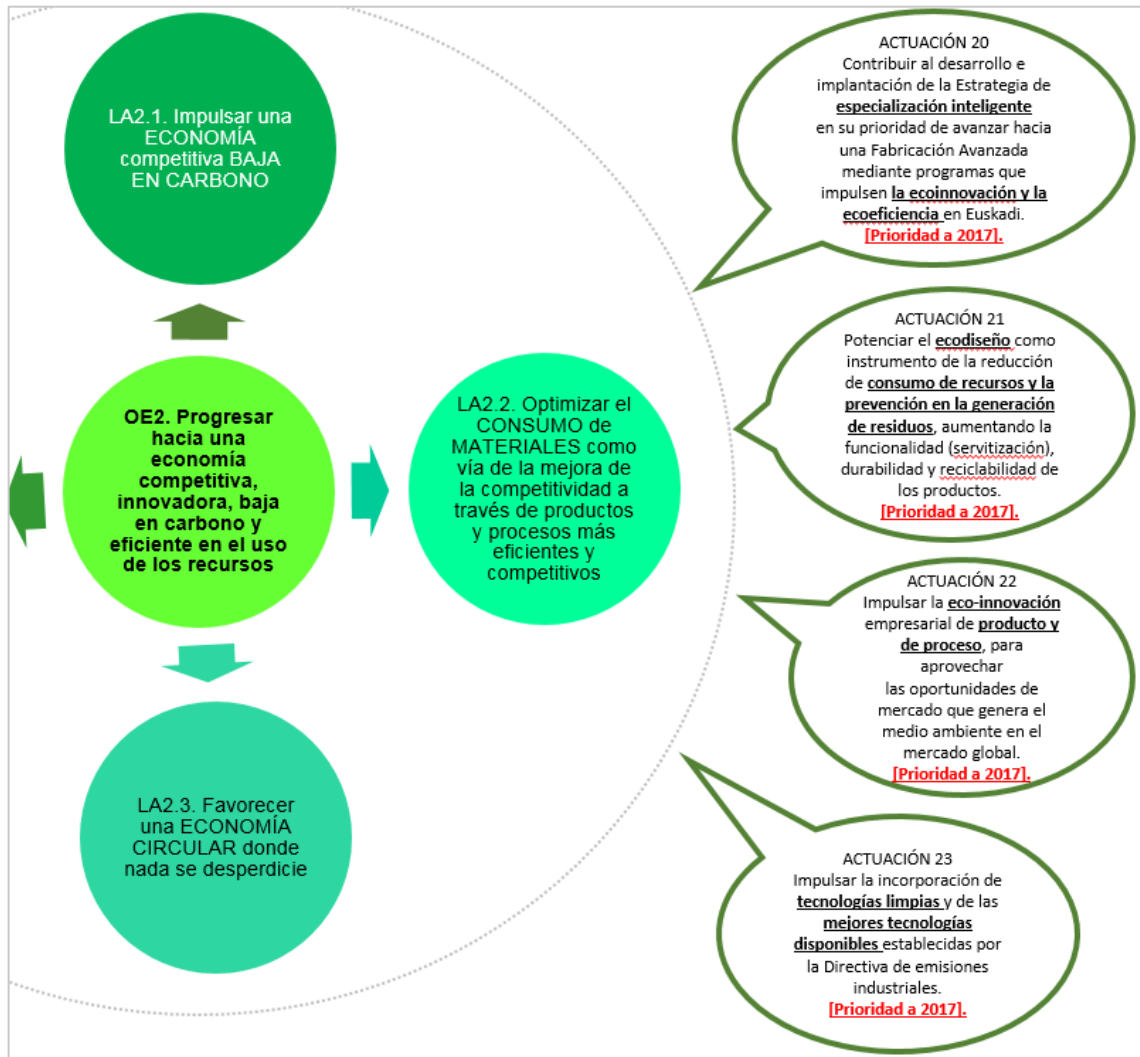 LA2.1. Impulsar una
ECONOMÍA
competitiva BAJA
EN CARBONO
OE2. Progresar
hacia una
economía
competitiva,
innovadora, baja
en carbono y
eficiente en el uso
de los recursos
LA2.2. Optimizar el
CONSUMO de
MATERIALES como
vía de la mejora de
la competitividad a
través de productos
y procesos más
eficientes y
competitivos
LA2.3. Favorecer
una ECONOMÍA
CIRCULAR donde
nada se desperdicie
ACTUACIÓN 20
Contribuir al desarrollo e
implantación de la Estrategia de
especialización inteligente
en su prioridad de avanzar hacia
una Fabricación Avanzada
mediante programas que
impulsen la ecoinnovación y la
ecoeficiencia en Euskadi.
[Prioridad a 2017].
ACTUACIÓN 21
Potenciar el ecodiseño como
instrumento de la reducción
de consumo de recursos y la
prevención en la generación
de residuos, aumentando la
funcionalidad (servitización),
durabilidad y reciclabilidad de
los productos.
[Prioridad a 2017].
ACTUACIÓN 22
Impulsar la eco-innovación
empresarial de producto y
de proceso, para
aprovechar
las oportunidades de
mercado que genera el
medio ambiente en el
mercado global.
[Prioridad a 2017].
ACTUACIÓN 23
Impulsar la incorporación de
tecnologías limpias y de las
mejores tecnologías
disponibles establecidas por
la Directiva de emisiones
industriales.
[Prioridad a 2017].